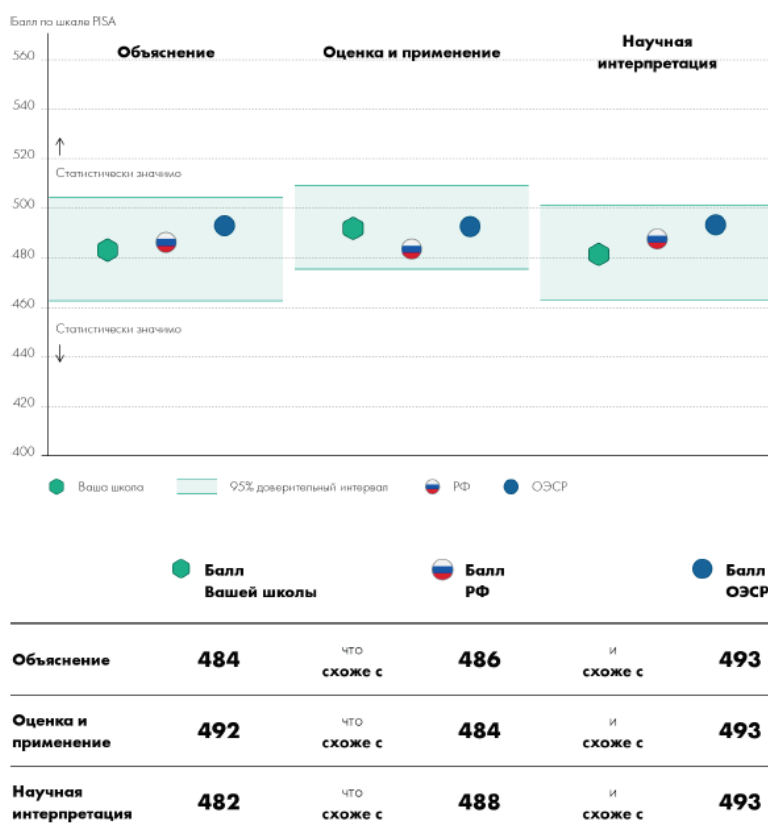 Балл по шкале PISA
Объяснение
Оценка и применение
Научная
интерпретация
560
540
520
Статистически значимо
500
480
460
Статистически значимо
440
420
400
Ваша школа
95% доверительный интервал
РФ
ОЭСР
Балл
Вашей школы
Балл
РФ
Балл
ОЭСР
Объяснение
484
что
схоже с
486
и
схоже с
493
Оценка и
применение
492
что
схоже с
484
и
схоже с
493
Научная
интерпретация
482
что
схоже с
488
и
схоже с
493